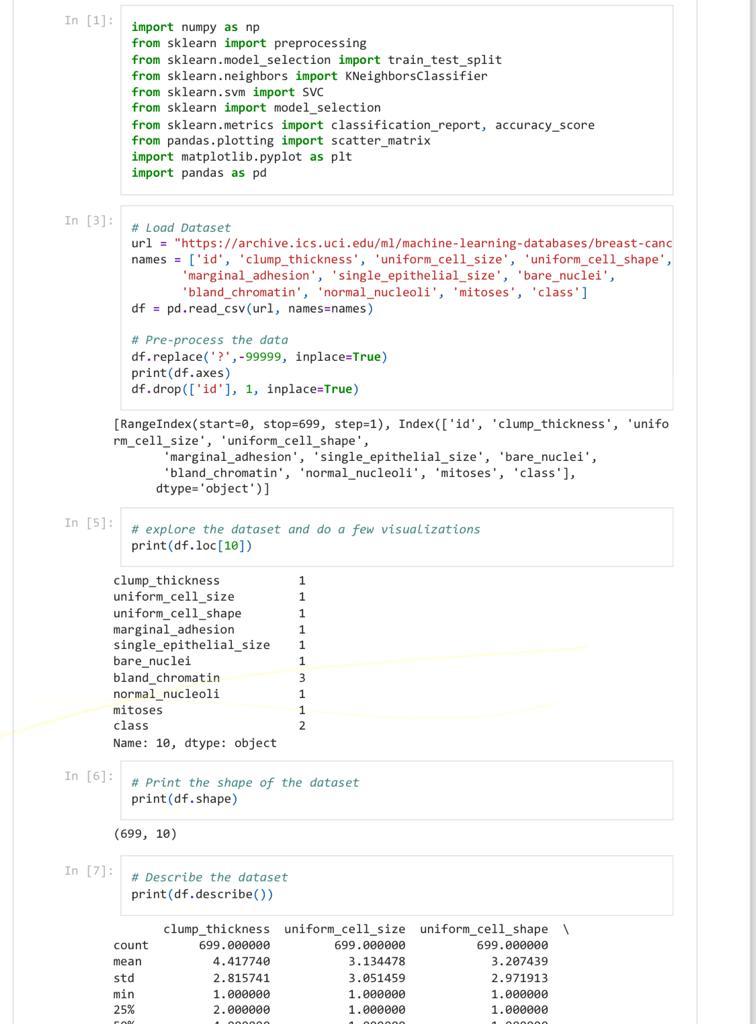 In [1]:
import numpy as np
from sklearn import preprocessing
from sklearn.model_selection import train_test_split
from sklearn.neighbors import KNeighborsClassifier
from sklearn.svm import SVC
from sklearn import model_selection
from sklearn.metrics import classification_report, accuracy_score
from pandas.plotting import scatter_matrix
import matplotlib.pyplot as plt
import pandas as pd
In [3]:
# Load Dataset
url = "https://archive.ics.uci.edu/ml/machine-learning-databases/breast-canc
names = ['id', 'clump_thickness', 'uniform_cell_size', 'uniform_cell_shape',
'marginal_adhesion', 'single_epithelial_size', 'bare_nuclei',
'bland_chromatin', 'normal_nucleoli', 'mitoses', 'class']
df = pd.read_csv(url, names=names)
# Pre-process the data
df.replace('?',-99999, inplace=True)
print(df.axes)
df.drop(['id'], 1, inplace=True)
[RangeIndex(start=0, stop=699, step=1), Index(['id', 'clump_thickness', 'unifo
rm_cell_size', 'uniform_cell_shape',
'marginal_adhesion', 'single_epithelial_size', 'bare_nuclei',
'bland_chromatin', 'normal_nucleoli', 'mitoses', 'class'],
dtype='object')]
In [5]:
# explore the dataset and do a few visualizations
print(df.loc[10])
clump_thickness 1
uniform_cell_size 1
uniform_cell_shape 1
marginal_adhesion 1
single_epithelial_size 1
bare_nuclei 1
bland_chromatin 3
normal_nucleoli 1
mitoses 1
class 2
Name: 10, dtype: object
In [6]:
# Print the shape of the dataset
print(df.shape)
(699, 10)
In [7]:
# Describe the dataset
print(df.describe())
clump_thickness uniform_cell_size uniform_cell_shape \
count 699.000000 699.000000 699.000000
mean 4.417740 3.134478 3.207439
std 2.815741 3.051459 2.971913
min 1.000000 1.000000 1.000000
25% 2.000000 1.000000 1.000000